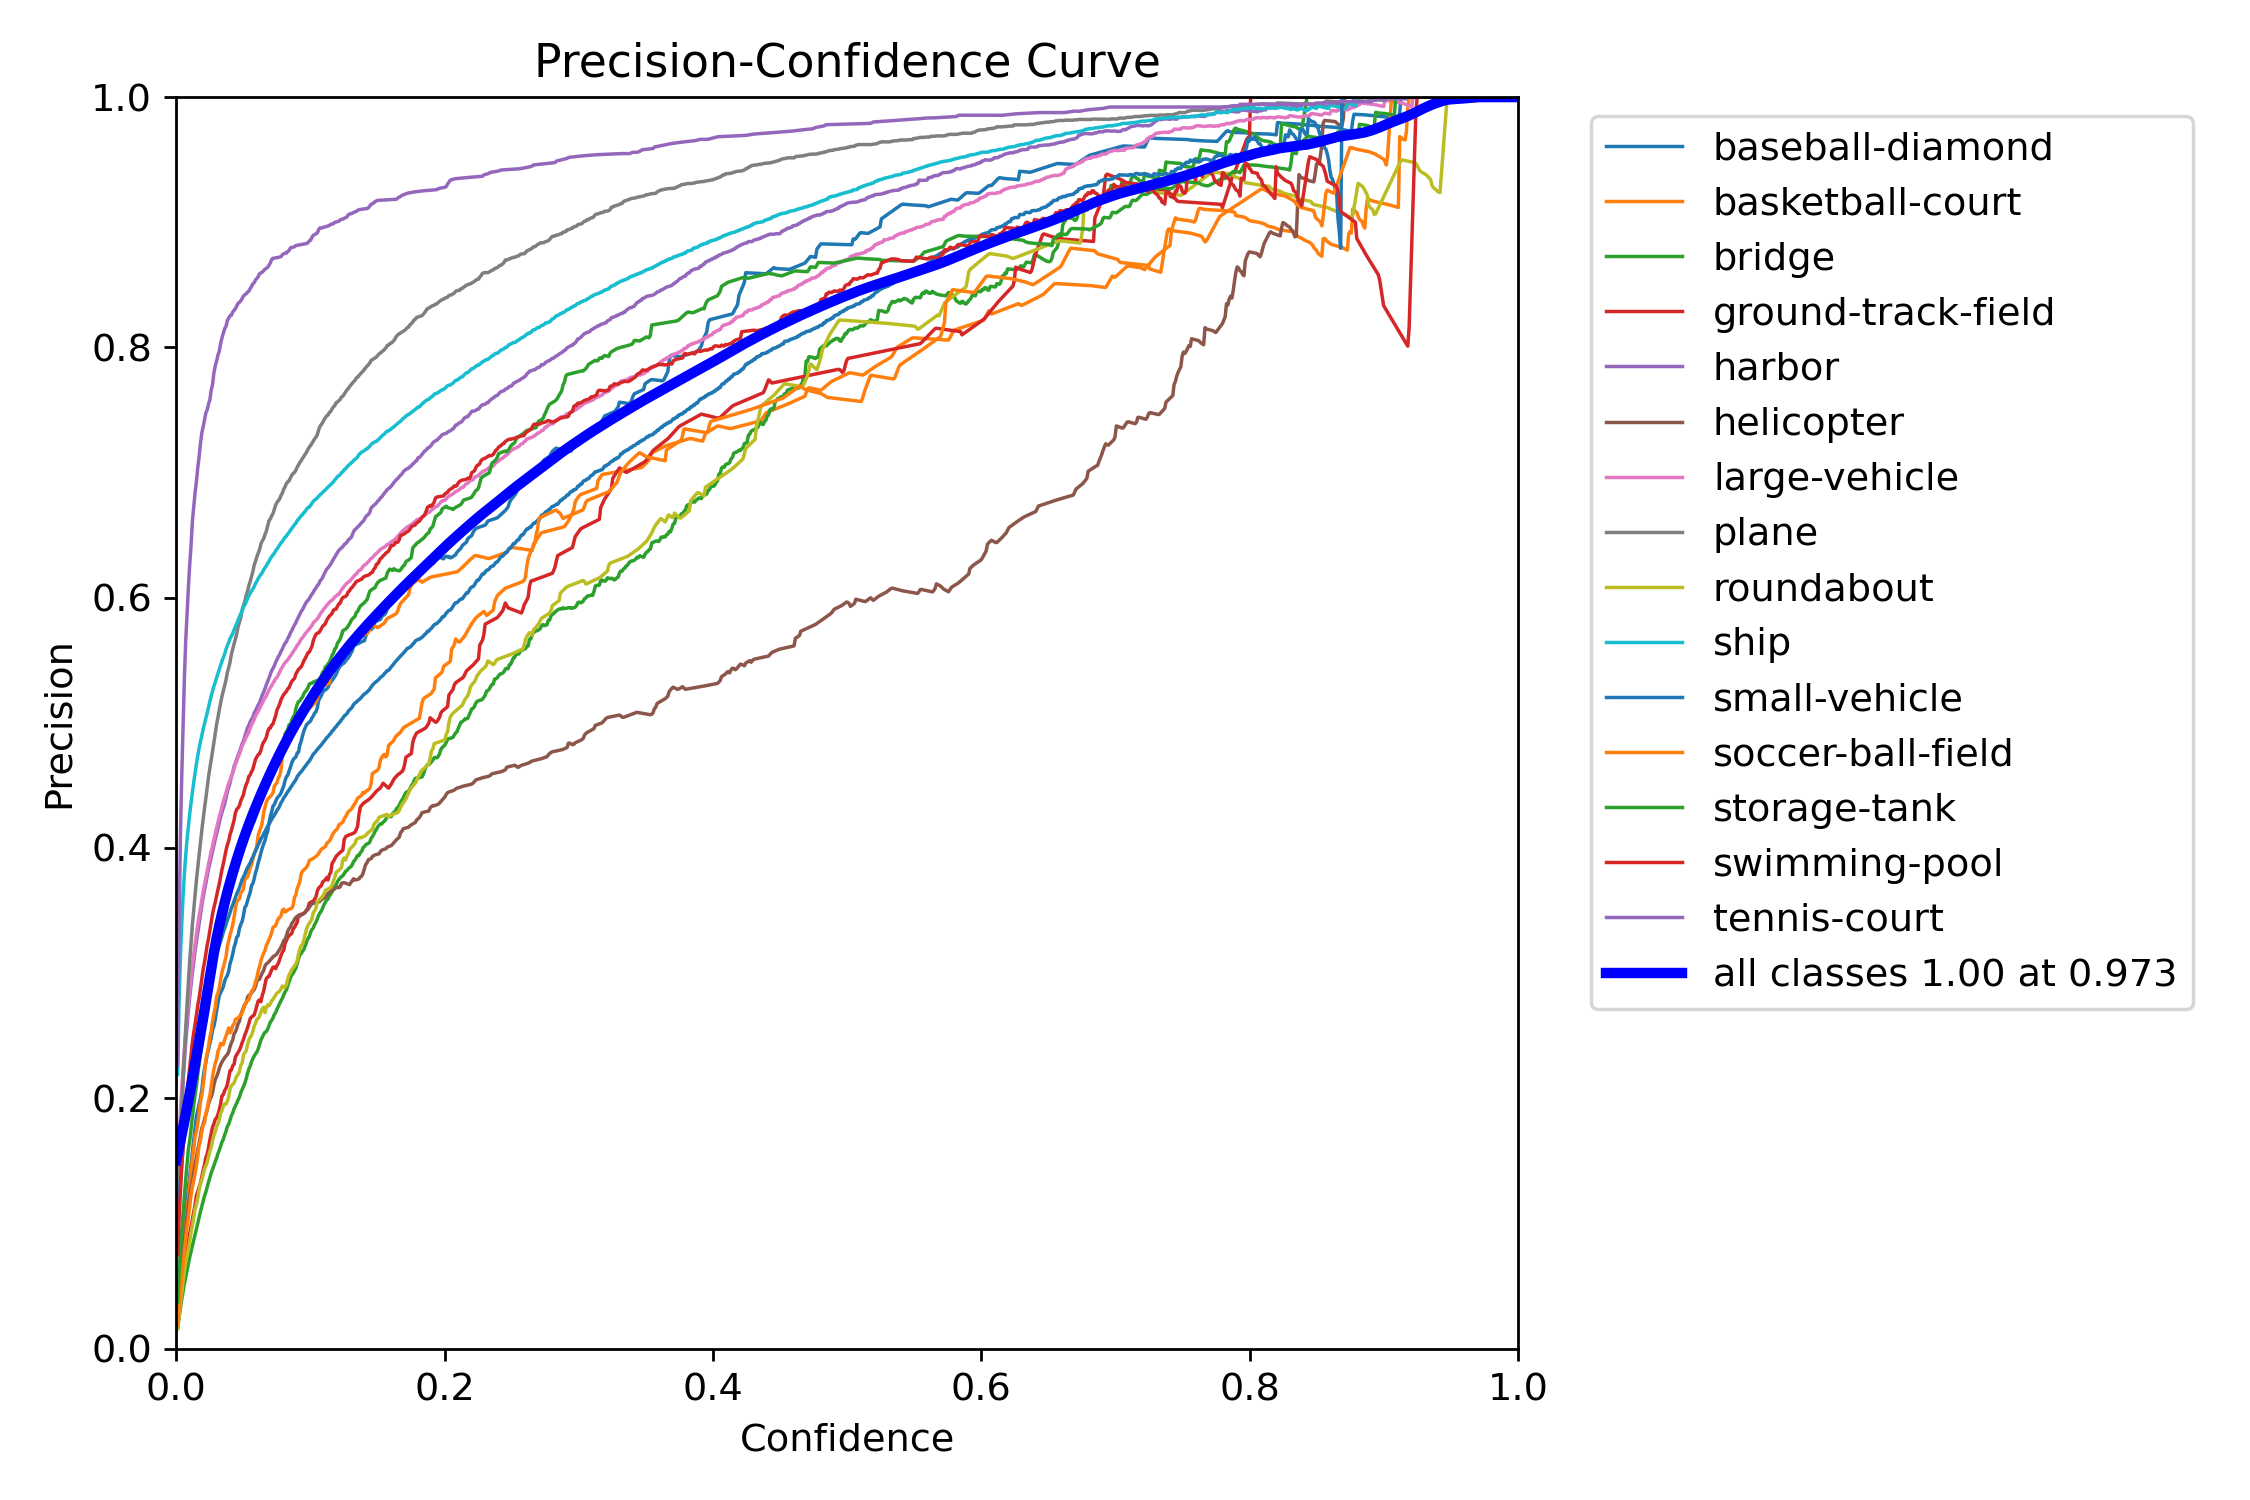 Precision-Confidence Curve
1.0
0.8
0.6
0.4
0.2
0.0
Precision
0.0 0.2 0.4 0.6 0.8 1.0
Confidence
baseball-diamond
basketball-court
bridge
ground-track-field
harbor
helicopter
large-vehicle
plane
roundabout
ship
small-vehicle
soccer-ball-field
storage-tank
swimming-pool
tennis-court
all classes 1.00 at 0.973